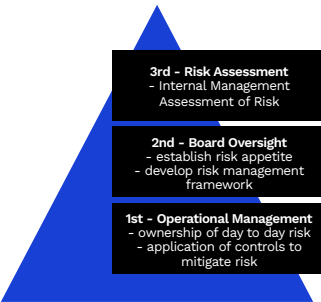 3rd - Risk Assessment
- Internal Management
Assessment of Risk
2nd - Board Oversight
- establish risk appetite
- develop risk management
framework
1st - Operational Management
- ownership of day to day risk
- application of controls to
mitigate risk